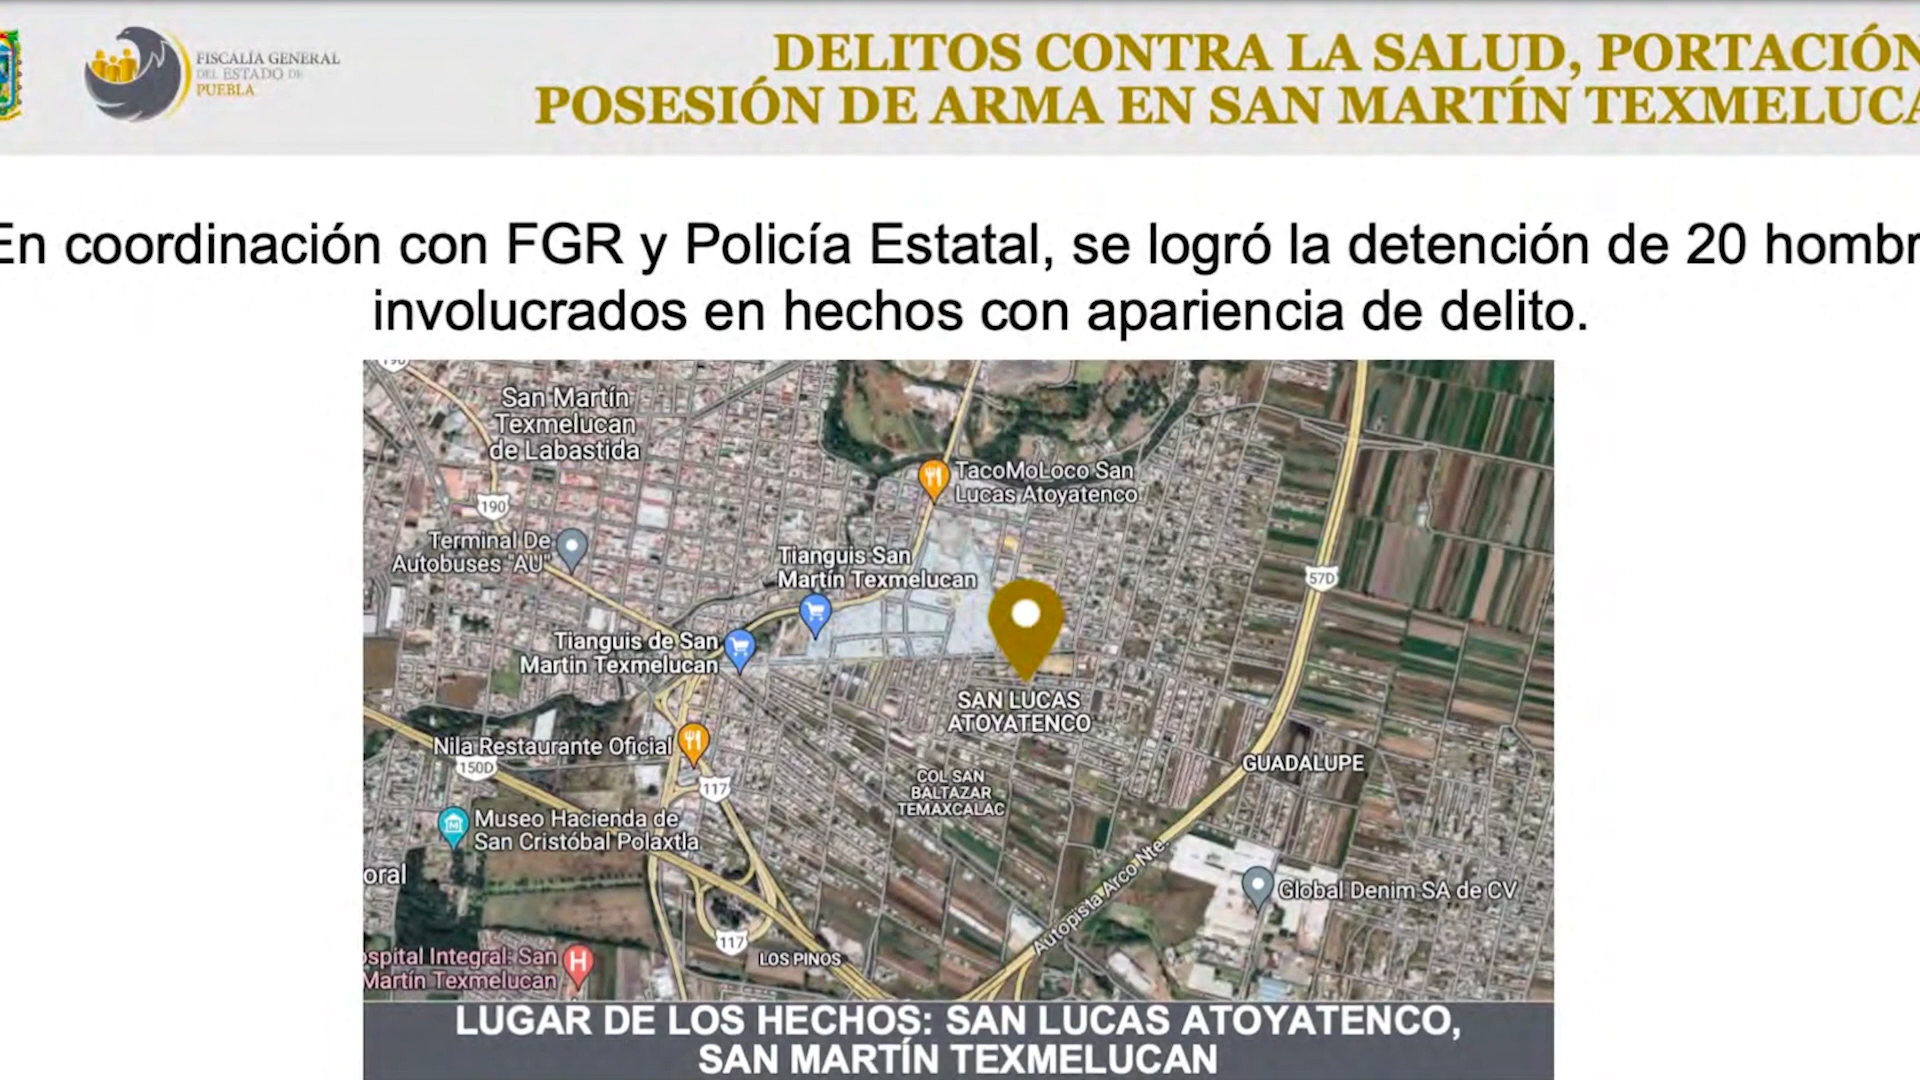 FISCALÍA GENERAL
DEL ESTADO DE
PUEBLA
DELITOS CONTRA LA SALUD, PORTACIÓN
POSESIÓN DE ARMA EN SAN MARTÍN TEXMELUCA
En coordinación con FGR y Policía Estatal, se logró la detención de 20 hombr
involucrados en hechos con apariencia de delito.
190
San Martín
Texmelucan
de Labastida
TacoMoLoco San
Lucas Atoyatenco
190
Terminal De
Autobuses "AU"
Tianguis San
Martín Texmelucan
57D
Tianguis de San
Martin Texmelucan
SAN LUCAS
ATOYATENCO
Nila Restaurante Oficial
150D
GUADALUPE
117
COL SAN
BALTAZAR
TEMAXCALAC
Museo Hacienda de
San Cristóbal Polaxtla
oral
Autopista Arco Nte.
Global Denim SA de CV
117
LOS PINOS
ospital Integral: San
Martín Texmelucan
H
LUGAR DE LOS HECHOS: SAN LUCAS ATOYATENCO,
SAN MARTÍN TEXMELUCAN